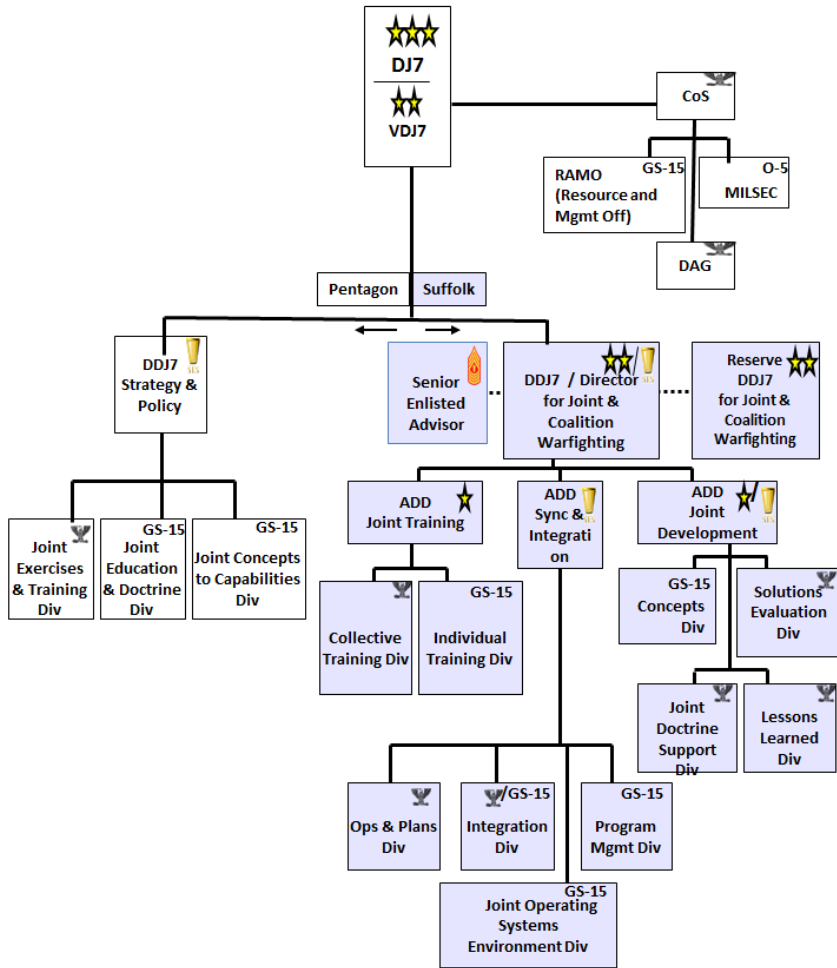 DJ7
VDJ7
CoS
GS-15
RAMO
(Resource and
Mgmt Off)
O-5
MILSEC
DAG
Pentagon
Suffolk
SES
DDJ7
Strategy &
Policy
Senior
Enlisted
Advisor
/
SES
DDJ7 / Director
for Joint &
Coalition
Warfighting
Reserve
DDJ7
for Joint &
Coalition
Warfighting
Joint
Exercises
& Training
Div
GS-15
Joint
Education
& Doctrine
Div
GS-15
Joint Concepts
to Capabilities
Div
ADD
Joint Training
ADD
Sync &
Integrati
on
SES
ADD
Joint
Development
/
SES
Collective
Training Div
GS-15
Individual
Training Div
GS-15
Concepts
Div
Solutions
Evaluation
Div
Joint
Doctrine
Support
Div
Lessons
Learned
Div
Ops & Plans
Div
/GS-15
Integration
Div
GS-15
Program
Mgmt Div
GS-15
Joint Operating
Systems
Environment Div